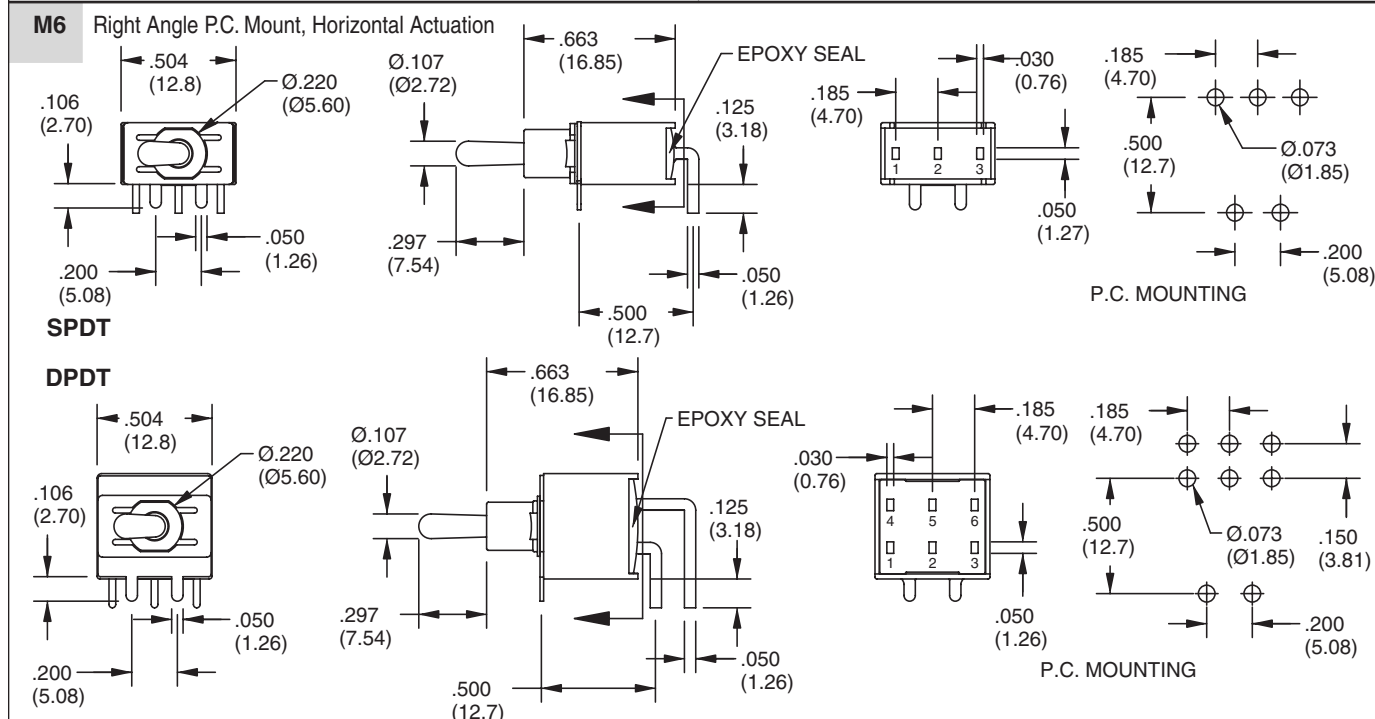 M6 Right Angle P.C. Mount, Horizontal Actuation
.504
(12.8)
Ø.220
(Ø5.60)
.106
(2.70)
.050
(1.26)
.200
(5.08)
SPDT
Ø.107
(Ø2.72)
.663
(16.85)
EPOXY SEAL
.125
(3.18)
.297
(7.54)
.050
(1.26)
.500
(12.7)
.030
(0.76)
.185
(4.70)
1 2 3
.050
(1.27)
.185
(4.70)
.500
(12.7)
Ø.073
(Ø1.85)
.200
(5.08)
P.C. MOUNTING
DPDT
.504
(12.8)
Ø.220
(Ø5.60)
.106
(2.70)
.050
(1.26)
.200
(5.08)
.663
(16.85)
Ø.107
(Ø2.72)
EPOXY SEAL
.125
(3.18)
.297
(7.54)
.050
(1.26)
.500
(12.7)
.185
(4.70)
.030
(0.76)
4 5 6
1 2 3
.050
(1.26)
.185
(4.70)
.500
(12.7)
Ø.073
(Ø1.85)
.150
(3.81)
.200
(5.08)
P.C. MOUNTING